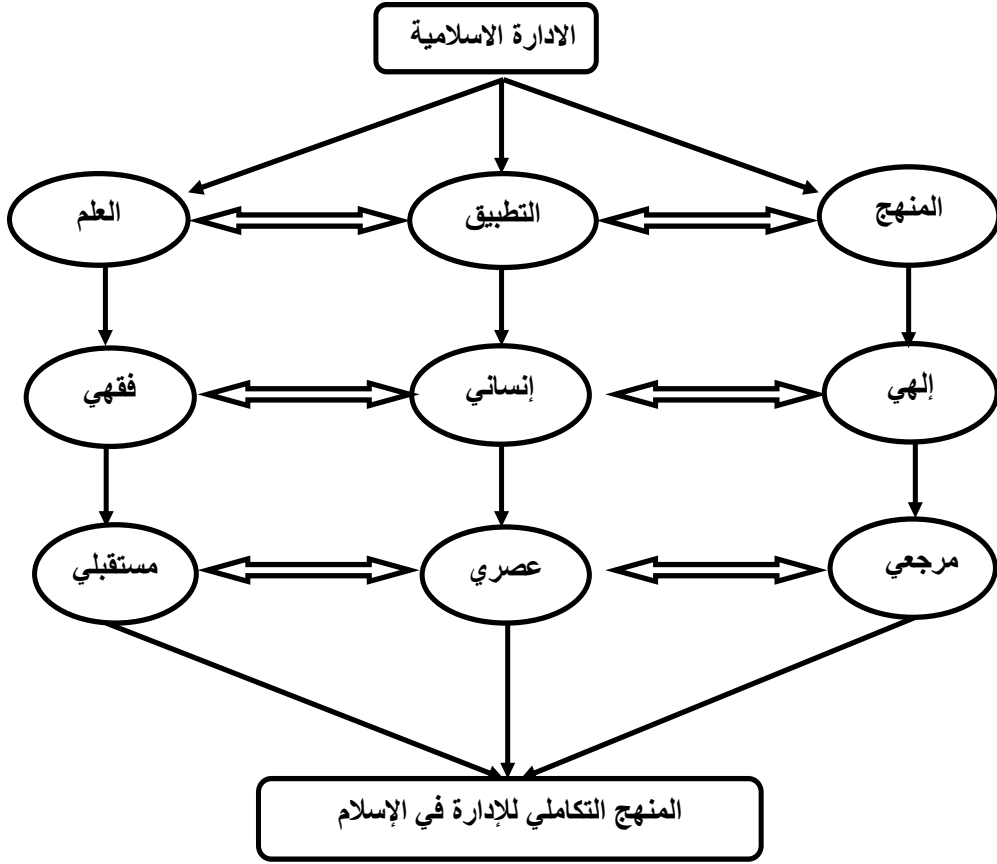 الادارة الاسلامية
المنهج
التطبيق
العلم
إلهي
إنساني
فقهي
مرجعي
عصري
مستقبلي
المنهج التكاملي للإدارة في الإسلام